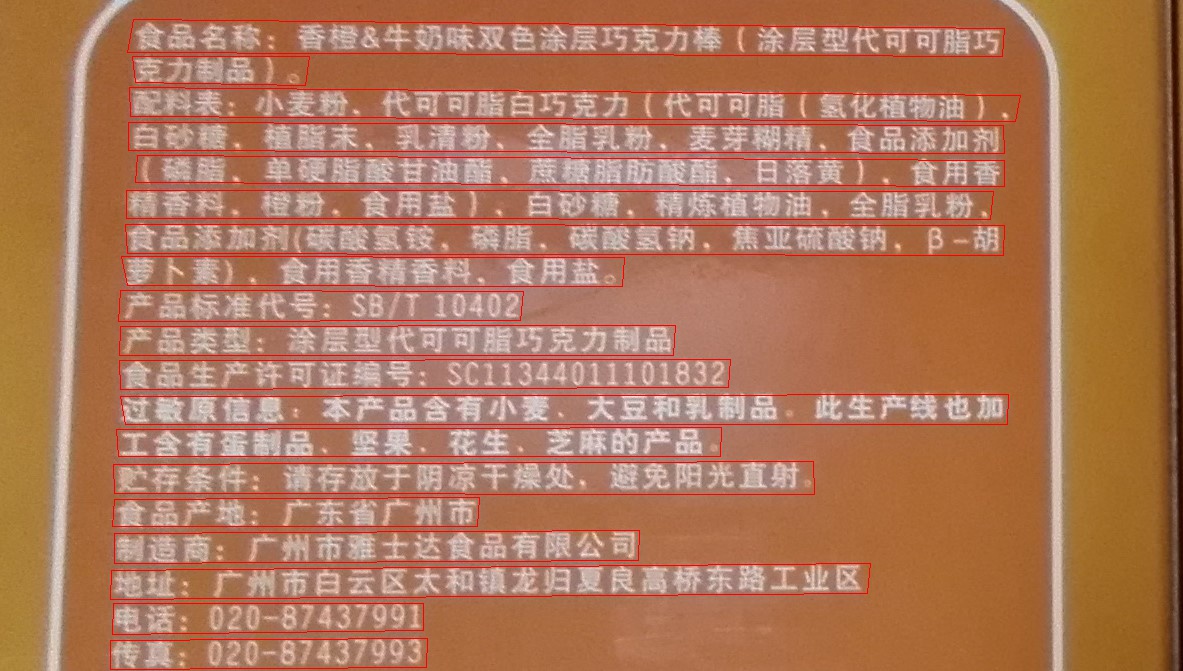 食品名称：香橙&牛奶味双色涂层巧克力棒（涂层型代可可脂巧
克力制品）。
配料表：小麦粉、代可可脂白巧克力（代可可脂（氢化植物油）、
白砂糖、植脂末、乳清粉、全脂乳粉、麦芽糊精、食品添加剂
（磷脂、单硬脂酸甘油酯、蔗糖脂肪酸酯、日落黄）、食用香
精香料、橙粉、食用盐）、白砂糖、精炼植物油、全脂乳粉、
食品添加剂(碳酸氢铵、磷脂、碳酸氢钠、焦亚硫酸钠、β-胡
萝卜素）、食用香精香料、食用盐。
产品标准代号：SB/T 10402
产品类型：涂层型代可可脂巧克力制品
食品生产许可证编号：SC11344011101832
过敏原信息：本产品含有小麦、大豆和乳制品。此生产线也加
工含有蛋制品、坚果、花生、芝麻的产品。
贮存条件：请存放于阴凉干燥处，避免阳光直射。
食品产地：广东省广州市
制造商：广州市雅士达食品有限公司
地址：广州市白云区太和镇龙归夏良高桥东路工业区
电话：020-87437991
传真：020-87437993